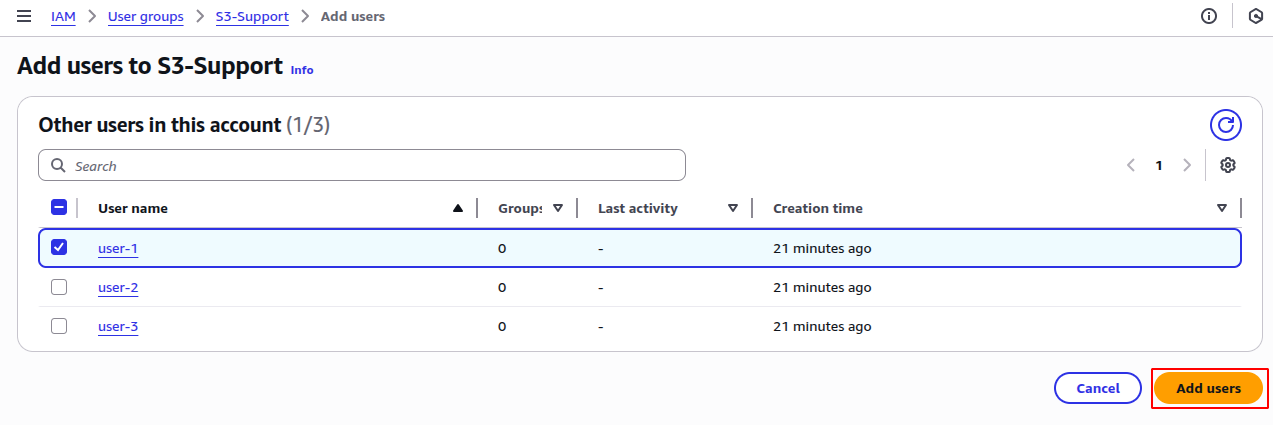 IAM > User groups > S3-Support > Add users
Add users to S3-Support Info
Other users in this account (1/3)
Search
1
User name Groups Last activity Creation time
user-1 0 - 21 minutes ago
user-2 0 - 21 minutes ago
user-3 0 - 21 minutes ago
Cancel Add users